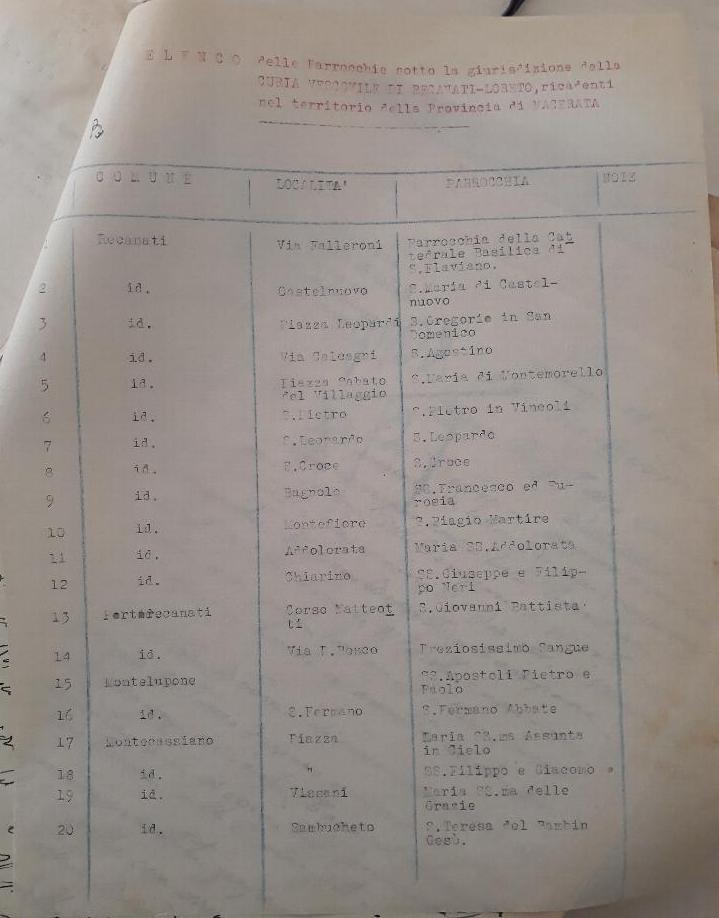 ELENCO delle Parrocchie sotto la giurisdizione della
CURIA VESCOVILE DI RECANATI-LORETO, ricadenti
nel territorio della Provincia di MACERATA
COMUNE LOCALITA' PARROCCHIA NOTE
1 Recanati Via Falleroni Parrocchia della Cat
tedrale Basilica di
S.Flaviano.
2 id. Castelnuovo S.Maria di Castel-
nuovo
3 id. Piazza Leopardi S.Gregorio in San
Domenico
4 id. Via Calcagni S.Agostino
5 id. Piazza Sabato S.Maria di Montemorello
del Villaggio
6 id. S.Pietro S.Pietro in Vincoli
7 id. S.Leopardo S.Leopardo
8 id. S.Croce S.Croce
9 id. Bagnolo SS.Francesco ed Eu-
rosia
10 id. Montefiore S.Biagio Martire
11 id. Addolorata Maria SS.Addolorata
12 id. Chiarino SS.Giuseppe e Filip-
po Neri
13 Portorecanati Corso Matteot S.Giovanni Battista
ti
14 id. Via Preziosissimo Sangue
15 Montelupone SS.Apostoli Pietro e
Paolo
16 id. S.Fermano S.Fermano Abbate
17 Montecassiano Piazza Maria SS.ma Assunta
in Cielo
18 id. " SS.Filippo e Giacomo
19 id. Vissani Maria SS.ma delle
Grazie
20 id. Sambucheto S.Teresa del Bambin
Gesù.